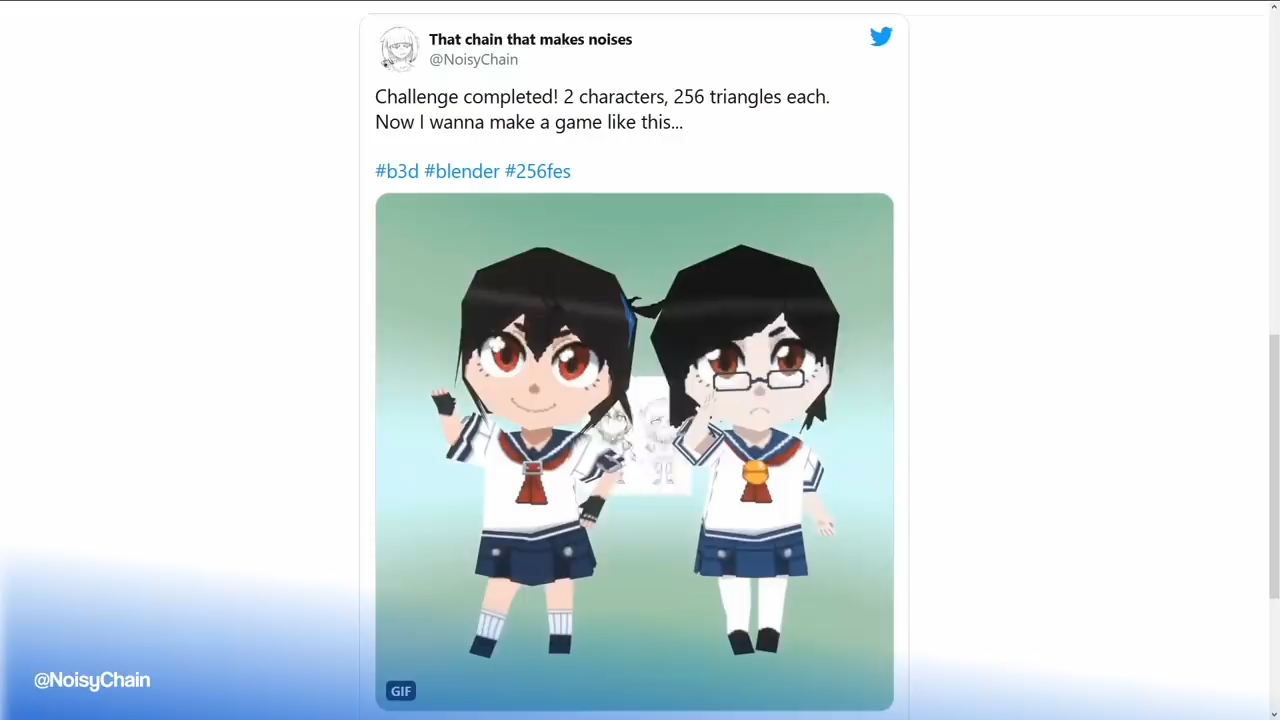 That chain that makes noises
@NoisyChain
Challenge completed! 2 characters, 256 triangles each.
Now I wanna make a game like this...
#b3d #blender #256fes
GIF
@NoisyChain